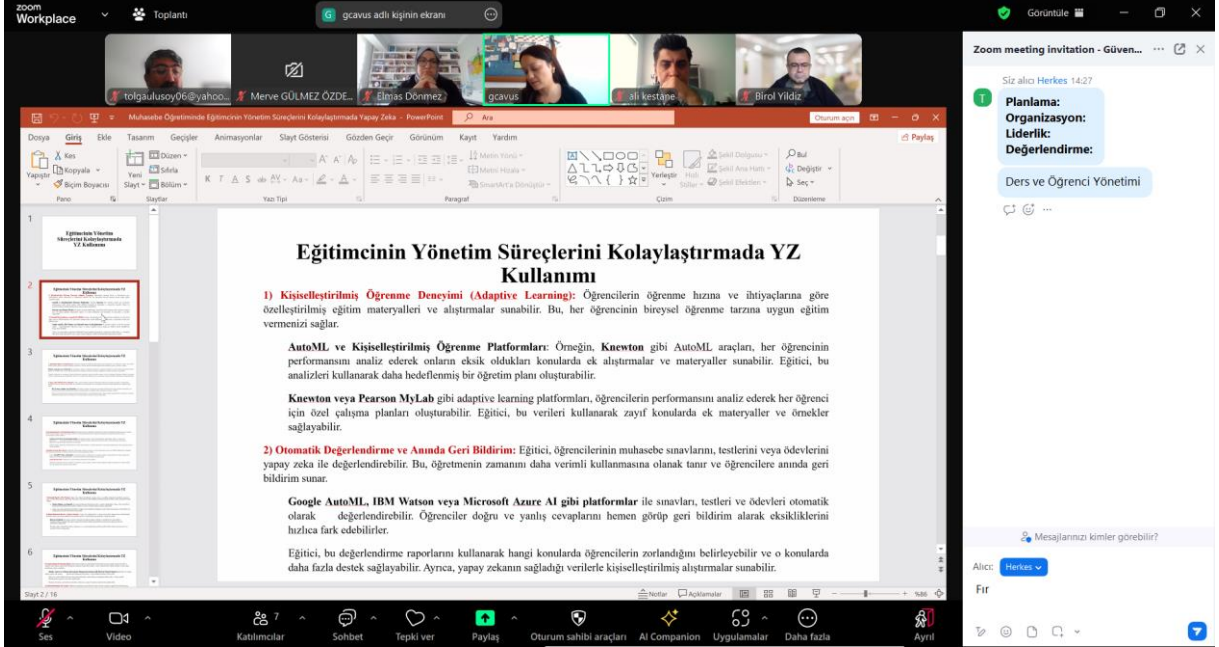 zoom
Workplace
Toplantı
G gcavus adlı kişinin ekranı
Görüntüle
tolgaulusoy06@yahoo...
Merve GÜLMEZ ÖZDE...
Elmas Dönmez
gcavus
ali kestane
Birol Yildiz
Muhasebe Öğretiminde Eğitimcinin Yönetim Süreçlerini Kolaylaştırmada Yapay Zeka - PowerPoint
Ara
Oturum açın
Dosya Giriş Ekle Tasarım Geçişler Animasyonlar Slayt Gösterisi Gözden Geçir Görünüm Kayıt Yardım
Paylaş
Yapıştır
Kes
Kopyala
Biçim Boyacısı
Pano
Yeni
Slayt
Düzen
Sıfırla
Bölüm
Slaytlar
K T A S
Yazı Tipi
Metin Yönü
Metni Hizala
SmartArt'a Dönüştür
Paragraf
Yerleştir
Hızlı
Stiller
Şekil Dolgusu
Şekil Ana Hattı
Şekil Efektleri
Çizim
Bul
Değiştir
Seç
Düzenleme
1
Eğitimcinin Yönetim
Süreçlerini Kolaylaştırmada
YZ Kullanımı
2
3
4
5
6
Eğitimcinin Yönetim Süreçlerini Kolaylaştırmada YZ
Kullanımı
1) Kişiselleştirilmiş Öğrenme Deneyimi (Adaptive Learning): Öğrencilerin öğrenme hızına ve ihtiyaçlarına göre
özelleştirilmiş eğitim materyalleri ve alıştırmalar sunabilir. Bu, her öğrencinin bireysel öğrenme tarzına uygun eğitim
vermenizi sağlar.
AutoML ve Kişiselleştirilmiş Öğrenme Platformları: Örneğin, Knewton gibi AutoML araçları, her öğrencinin
performansını analiz ederek onların eksik oldukları konularda ek alıştırmalar ve materyaller sunabilir. Eğitici, bu
analizleri kullanarak daha hedeflenmiş bir öğretim planı oluşturabilir.
Knewton veya Pearson MyLab gibi adaptive learning platformları, öğrencilerin performansını analiz ederek her öğrenci
için özel çalışma planları oluşturabilir. Eğitici, bu verileri kullanarak zayıf konularda ek materyaller ve örnekler
sağlayabilir.
2) Otomatik Değerlendirme ve Anında Geri Bildirim: Eğitici, öğrencilerinin muhasebe sınavlarını, testlerini veya ödevlerini
yapay zeka ile değerlendirebilir. Bu, öğretmenin zamanını daha verimli kullanmasına olanak tanır ve öğrencilere anında geri
bildirim sunar.
Google AutoML, IBM Watson veya Microsoft Azure AI gibi platformlar ile sınavları, testleri ve ödevleri otomatik
olarak değerlendirebilir. Öğrenciler doğru ve yanlış cevaplarını hemen görüp geri bildirim alarak eksikliklerini
hızlıca fark edebilirler.
Eğitici, bu değerlendirme raporlarını kullanarak hangi konularda öğrencilerin zorlandığını belirleyebilir ve o konularda
daha fazla destek sağlayabilir. Ayrıca, yapay zekanın sağladığı verilerle kişiselleştirilmiş alıştırmalar sunabilir.
Slayt 2 / 16
Notlar
Açıklamalar
%86
Ses
Video
7
Katılımcılar
Sohbet
Tepki ver
Paylaş
Oturum sahibi araçları
AI Companion
Uygulamalar
Daha fazla
Ayrıl
Zoom meeting invitation - Güven...
Siz alıcı Herkes 14:27
T
Planlama:
Organizasyon:
Liderlik:
Değerlendirme:
Ders ve Öğrenci Yönetimi
Mesajlarınızı kimler görebilir?
Alıcı: Herkes
Fır